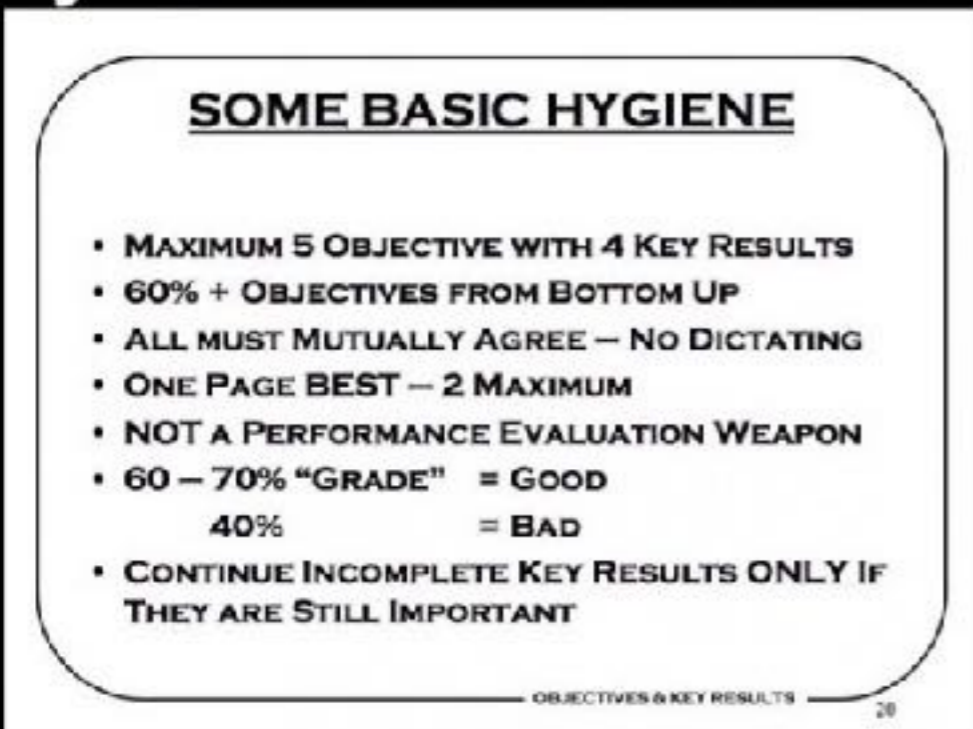 SOME BASIC HYGIENE
• MAXIMUM 5 OBJECTIVE WITH 4 KEY RESULTS
• 60% + OBJECTIVES FROM BOTTOM UP
• ALL MUST MUTUALLY AGREE – NO DICTATING
• ONE PAGE BEST – 2 MAXIMUM
• NOT A PERFORMANCE EVALUATION WEAPON
• 60 – 70% “GRADE” = GOOD
40% = BAD
• CONTINUE INCOMPLETE KEY RESULTS ONLY IF
THEY ARE STILL IMPORTANT
OBJECTIVES & KEY RESULTS
20